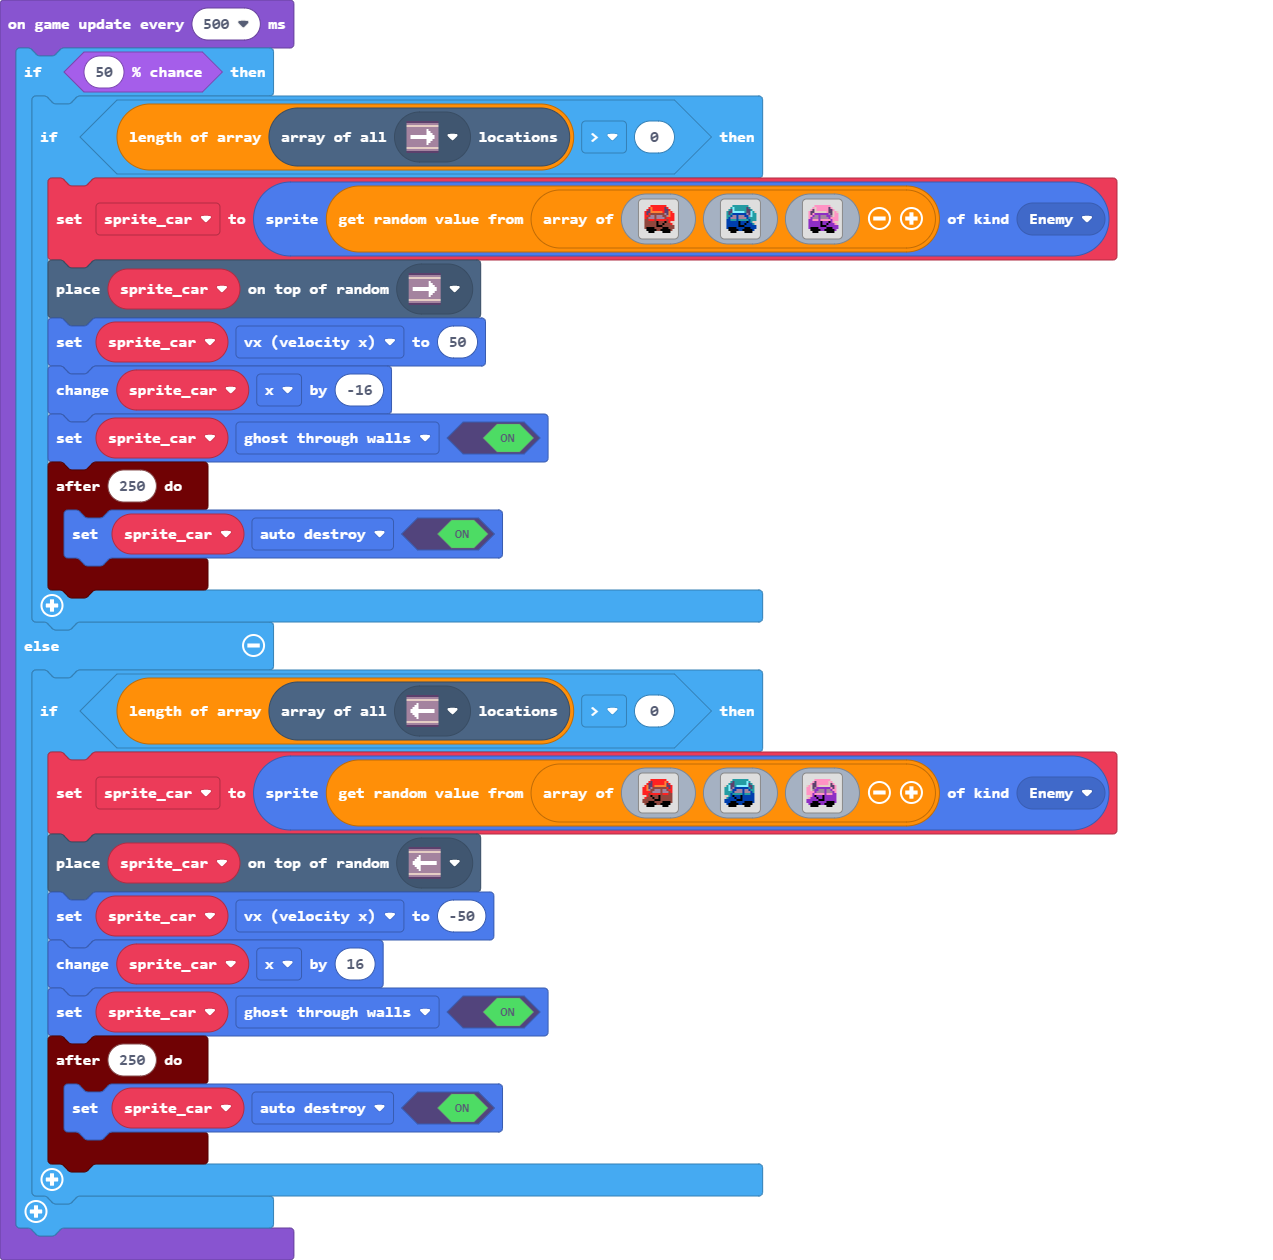 on game update every 500 ms
if 50 % chance then
if length of array array of all locations > 0 then
set sprite_car to sprite get random value from array of of kind Enemy
place sprite_car on top of random
set sprite_car vx (velocity x) to 50
change sprite_car x by -16
set sprite_car ghost through walls ON
after 250 do
set sprite_car auto destroy ON
else
if length of array array of all locations > 0 then
set sprite_car to sprite get random value from array of of kind Enemy
place sprite_car on top of random
set sprite_car vx (velocity x) to -50
change sprite_car x by 16
set sprite_car ghost through walls ON
after 250 do
set sprite_car auto destroy ON